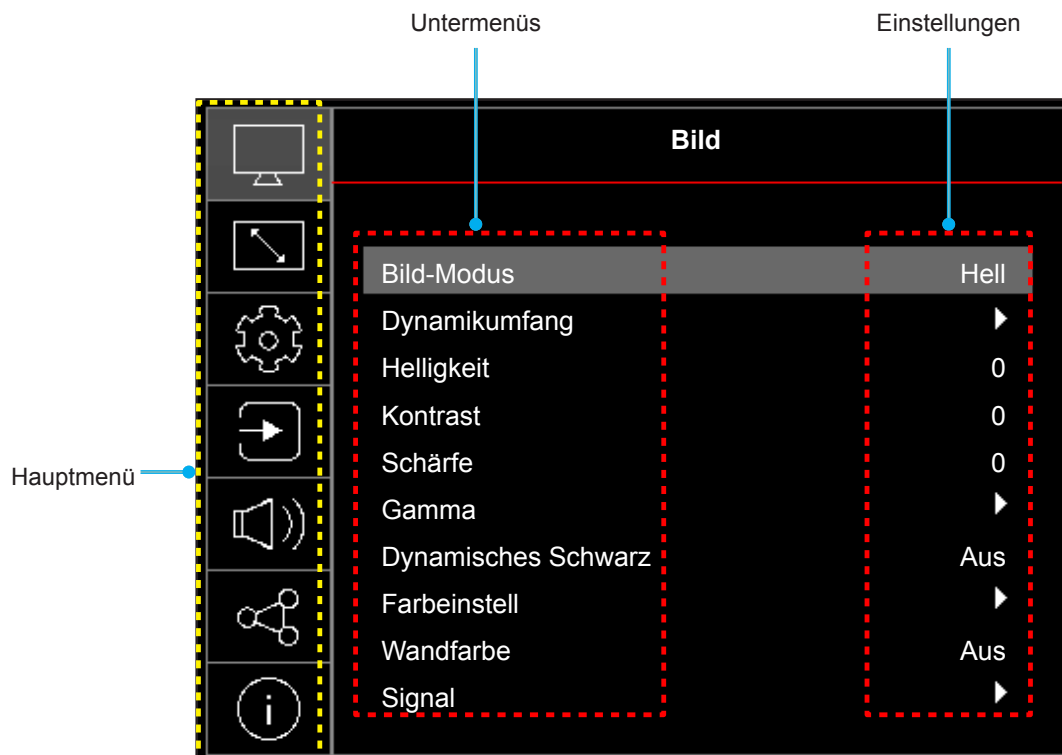 Untermenüs Einstellungen
Bild
Bild-Modus Hell
Dynamikumfang
Helligkeit 0
Kontrast 0
Schärfe 0
Hauptmenü
Gamma
Dynamisches Schwarz Aus
Farbeinstell
Wandfarbe Aus
Signal
i